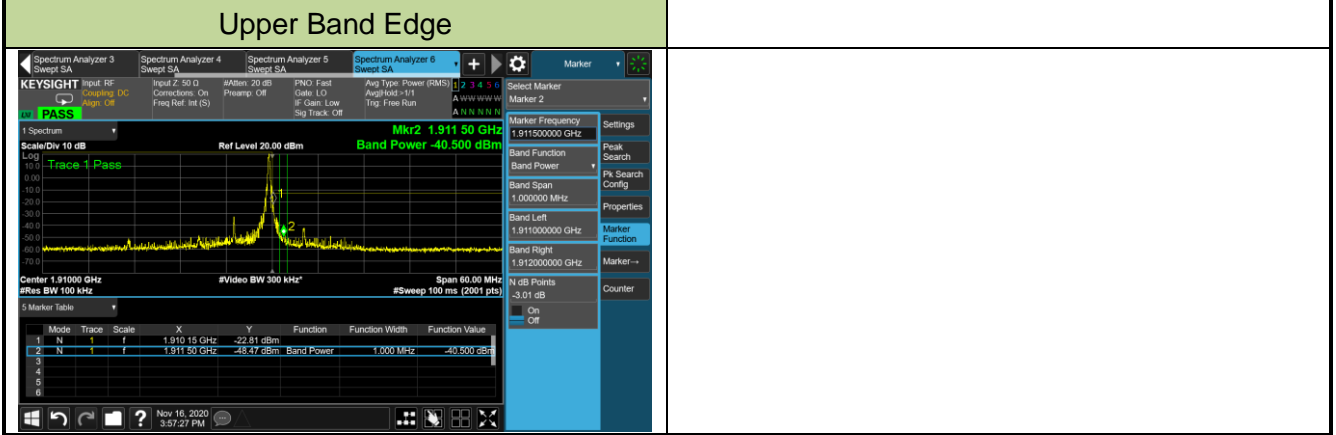 Upper Band Edge
Spectrum Analyzer 3
Swept SA
Spectrum Analyzer 4
Swept SA
Spectrum Analyzer 5
Swept SA
Spectrum Analyzer 6
Swept SA
+
Marker
KEYSIGHT
Input: RF
Coupling: DC
Align: Off
Input Z: 50 Ω
Corrections: On
Freq Ref: Int (S)
#Atten: 20 dB
Preamp: Off
PNO: Fast
Gate: LO
IF Gain: Low
Sig Track: Off
Avg Type: Power (RMS)
Avg|Hold:>1/1
Trig: Free Run
1 2 3 4 5 6
A W W W W W
A N N N N N
PASS
Select Marker
Marker 2
1 Spectrum
Mkr2 1.911 50 GHz
Scale/Div 10 dB
Ref Level 20.00 dBm
Band Power -40.500 dBm
Log
Trace 1 Pass
10.0
0.00
-10.0
-20.0
-30.0
-40.0
-50.0
-60.0
-70.0
1
2
Center 1.91000 GHz
#Video BW 300 kHz*
Span 60.00 MHz
#Res BW 100 kHz
#Sweep 100 ms (2001 pts)
Marker Frequency
1.911500000 GHz
Band Function
Band Power
Band Span
1.000000 MHz
Band Left
1.911000000 GHz
Band Right
1.912000000 GHz
N dB Points
-3.01 dB
On
Off
Settings
Peak
Search
Pk Search
Config
Properties
Marker
Function
Marker→
Counter
5 Marker Table
Mode Trace Scale X Y Function Function Width Function Value
1 N 1 f 1.910 15 GHz -22.81 dBm
2 N 1 f 1.911 50 GHz -48.47 dBm Band Power 1.000 MHz -40.500 dBm
3
4
5
6
?
Nov 16, 2020
3:57:27 PM